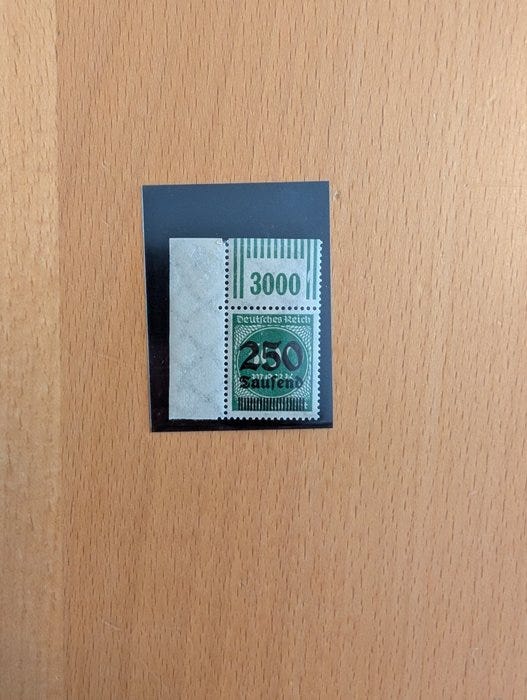 3000
Deutsches Reich
250
Tausend